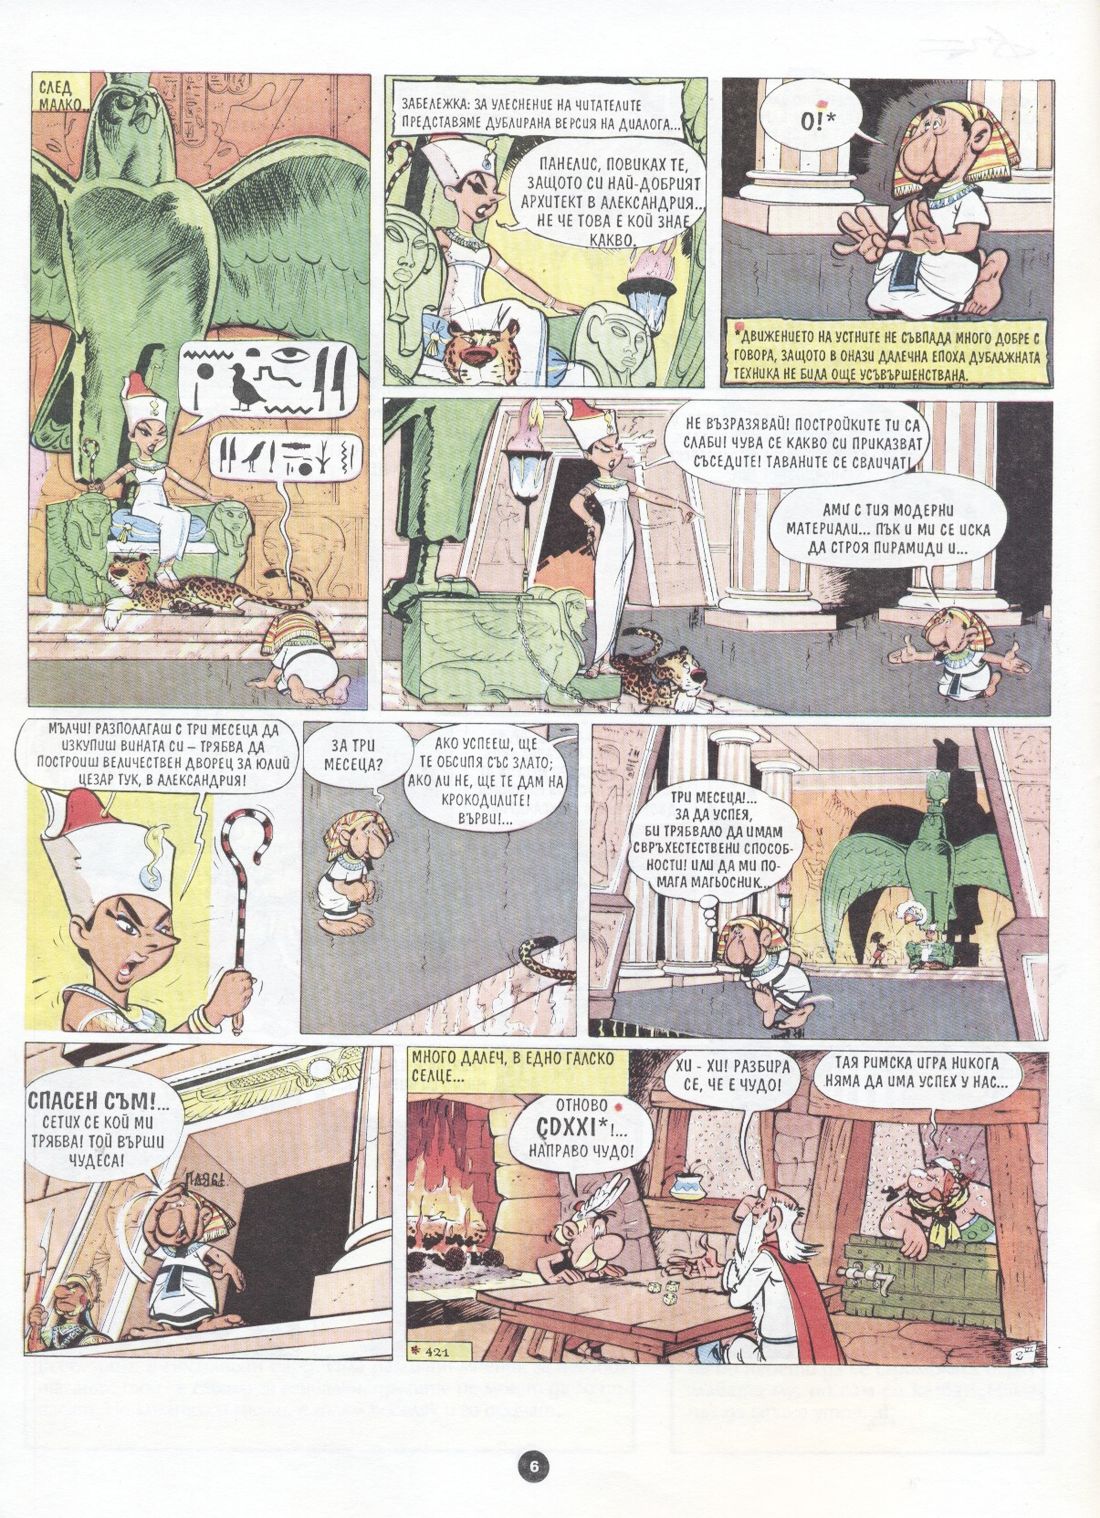 СЛЕД
МАЛКО...
ЗАБЕЛЕЖКА: ЗА УЛЕСНЕНИЕ НА ЧИТАТЕЛИТЕ
ПРЕДСТАВЯМЕ ДУБЛИРАНА ВЕРСИЯ НА ДИАЛОГА...
ПАНЕЛИС, ПОВИКАХ ТЕ,
ЗАЩОТО СИ НАЙ-ДОБРИЯТ
АРХИТЕКТ В АЛЕКСАНДРИЯ...
НЕ ЧЕ ТОВА Е КОЙ ЗНАЕ
КАКВО.
О!*
*ДВИЖЕНИЕТО НА УСТНИТЕ НЕ СЪВПАДА МНОГО ДОБРЕ С
ГОВОРА, ЗАЩОТО В ОНАЗИ ДАЛЕЧНА ЕПОХА ДУБЛАЖНАТА
ТЕХНИКА НЕ БИЛА ОЩЕ УСЪВЪРШЕНСТВАНА.
НЕ ВЪЗРАЗЯВАЙ! ПОСТРОЙКИТЕ ТИ СА
СЛАБИ! ЧУВА СЕ КАКВО СИ ПРИКАЗВАТ
СЪСЕДИТЕ! ТАВАНИТЕ СЕ СВЛИЧАТ!
АМИ С ТИЯ МОДЕРНИ
МАТЕРИАЛИ... ПЪК И МИ СЕ ИСКА
ДА СТРОЯ ПИРАМИДИ И...
МЪЛЧИ! РАЗПОЛАГАШ С ТРИ МЕСЕЦА ДА
ИЗКУПИШ ВИНАТА СИ – ТРЯБВА ДА
ПОСТРОИШ ВЕЛИЧЕСТВЕН ДВОРЕЦ ЗА ЮЛИЙ
ЦЕЗАР ТУК, В АЛЕКСАНДРИЯ!
ЗА ТРИ
МЕСЕЦА?
АКО УСПЕЕШ, ЩЕ
ТЕ ОБСИПЯ СЪС ЗЛАТО;
АКО ЛИ НЕ, ЩЕ ТЕ ДАМ НА
КРОКОДИЛИТЕ!
ВЪРВИ!...
ТРИ МЕСЕЦА!...
ЗА ДА УСПЕЯ,
БИ ТРЯБВАЛО ДА ИМАМ
СВРЪХЕСТЕСТВЕНИ СПОСОБ-
НОСТИ! ИЛИ ДА МИ ПО-
МАГА МАГЬОСНИК...
СПАСЕН СЪМ!...
СЕТИХ СЕ КОЙ МИ
ТРЯБВА! ТОЙ ВЪРШИ
ЧУДЕСА!
ПЛЯС!
МНОГО ДАЛЕЧ, В ЕДНО ГАЛСКО
СЕЛЦЕ...
ОТНОВО
CDXXI*!...
НАПРАВО ЧУДО!
ХИ - ХИ! РАЗБИРА
СЕ, ЧЕ Е ЧУДО!
ТАЯ РИМСКА ИГРА НИКОГА
НЯМА ДА ИМА УСПЕХ У НАС...
* 421
6